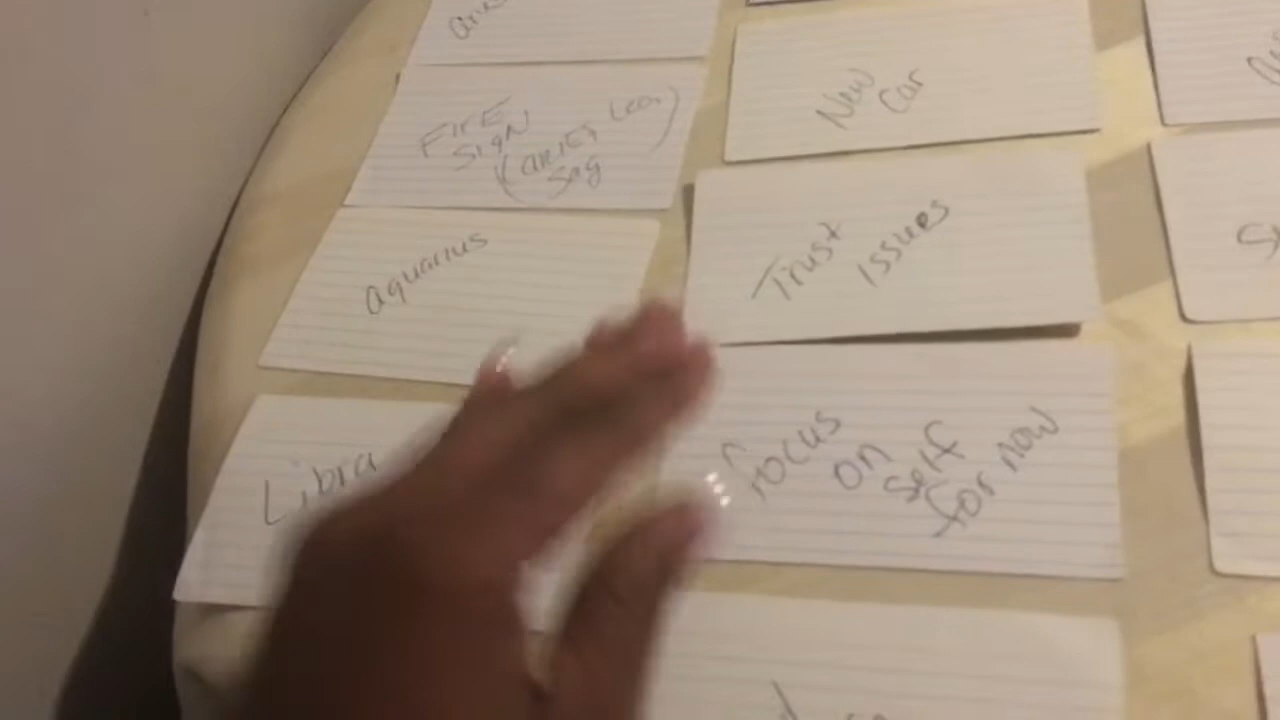 FIRE
SIGN
(aries Leo
Sag)
aquarius
Libra
New
Car
Trust
Issues
focus
on
self
for now